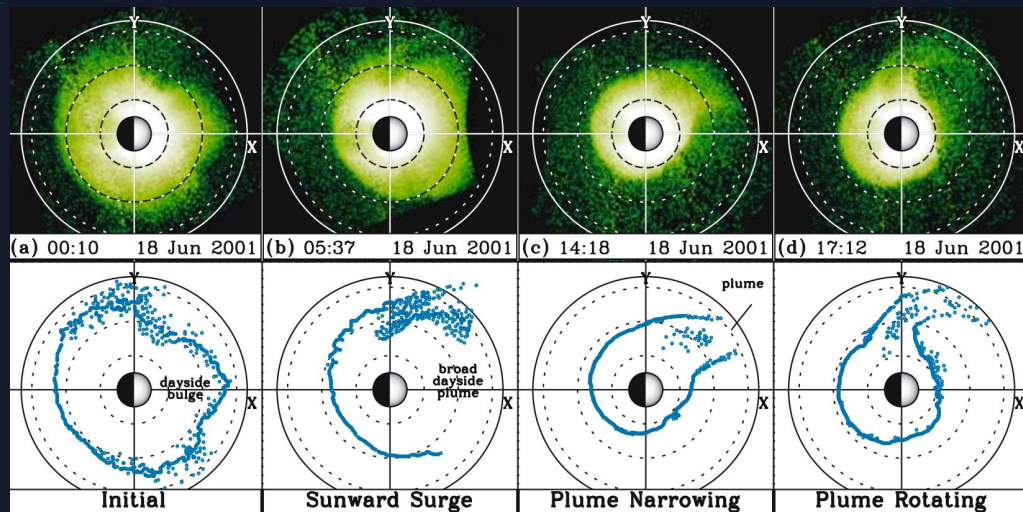 Y
X
(a) 00:10 18 Jun 2001
Y
X
(b) 05:37 18 Jun 2001
Y
X
(c) 14:18 18 Jun 2001
Y
X
(d) 17:12 18 Jun 2001
Y
dayside
bulge
X
Initial
Y
broad
dayside
plume
X
Sunward Surge
Y
plume
X
Plume Narrowing
Y
X
Plume Rotating